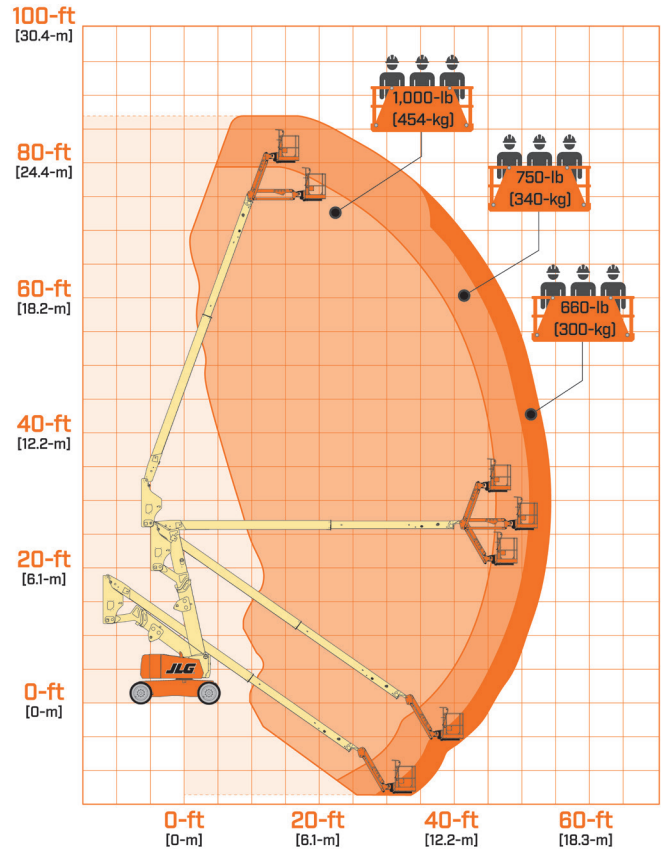 100-ft
[30.4-m]
1,000-lb
(454-kg)
80-ft
[24.4-m]
750-lb
(340-kg)
60-ft
[18.2-m]
660-lb
(300-kg)
40-ft
[12.2-m]
20-ft
[6.1-m]
JLG
0-ft
[0-m]
0-ft
[0-m]
20-ft
[6.1-m]
40-ft
[12.2-m]
60-ft
[18.3-m]